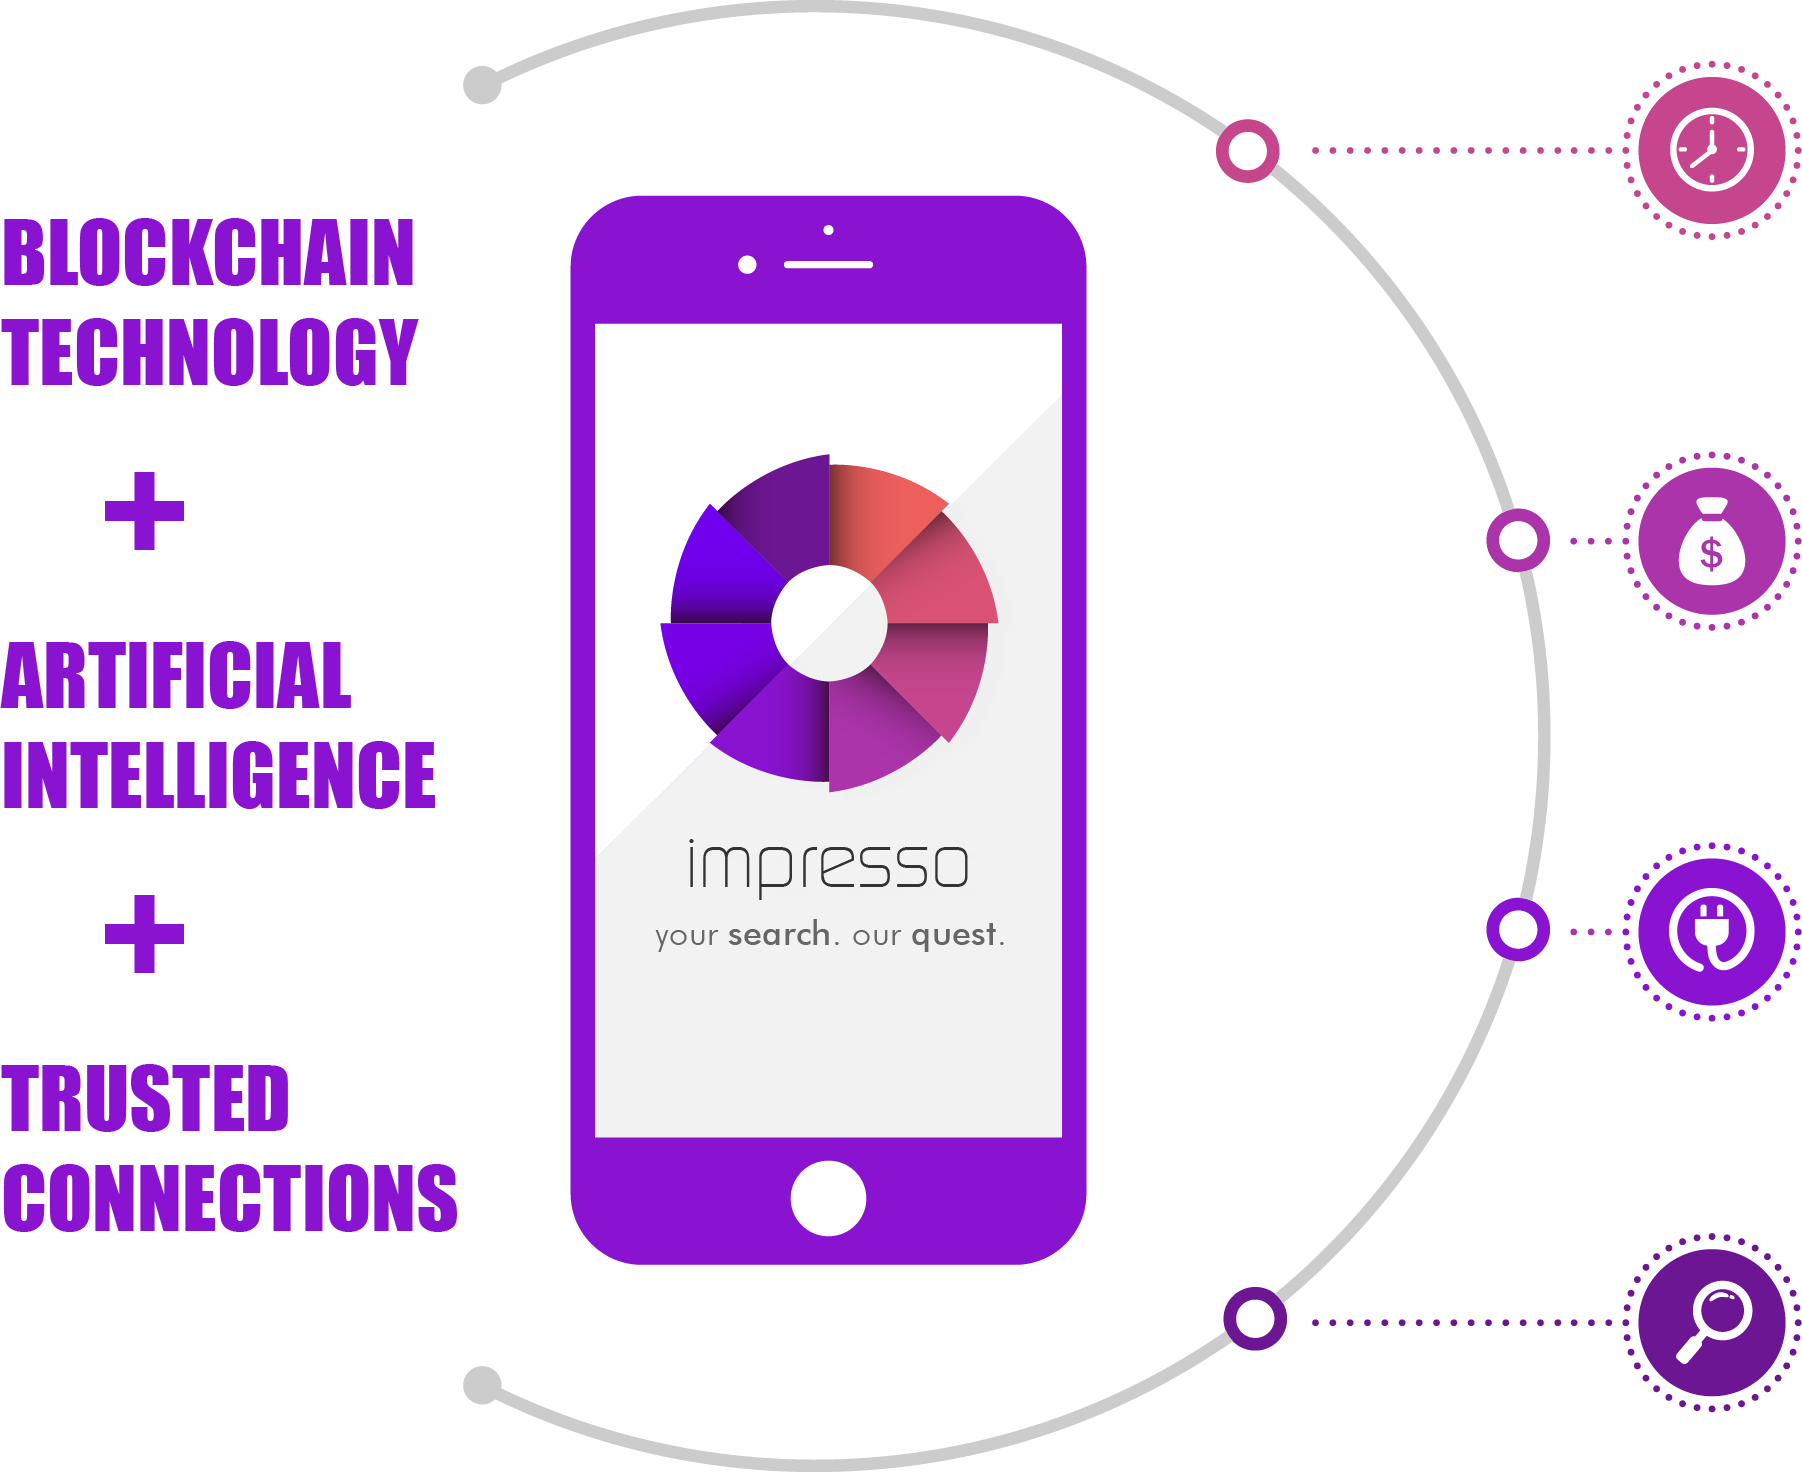 BLOCKCHAIN
TECHNOLOGY
+
ARTIFICIAL
INTELLIGENCE
+
TRUSTED
CONNECTIONS
impresso
your search. our quest.
$